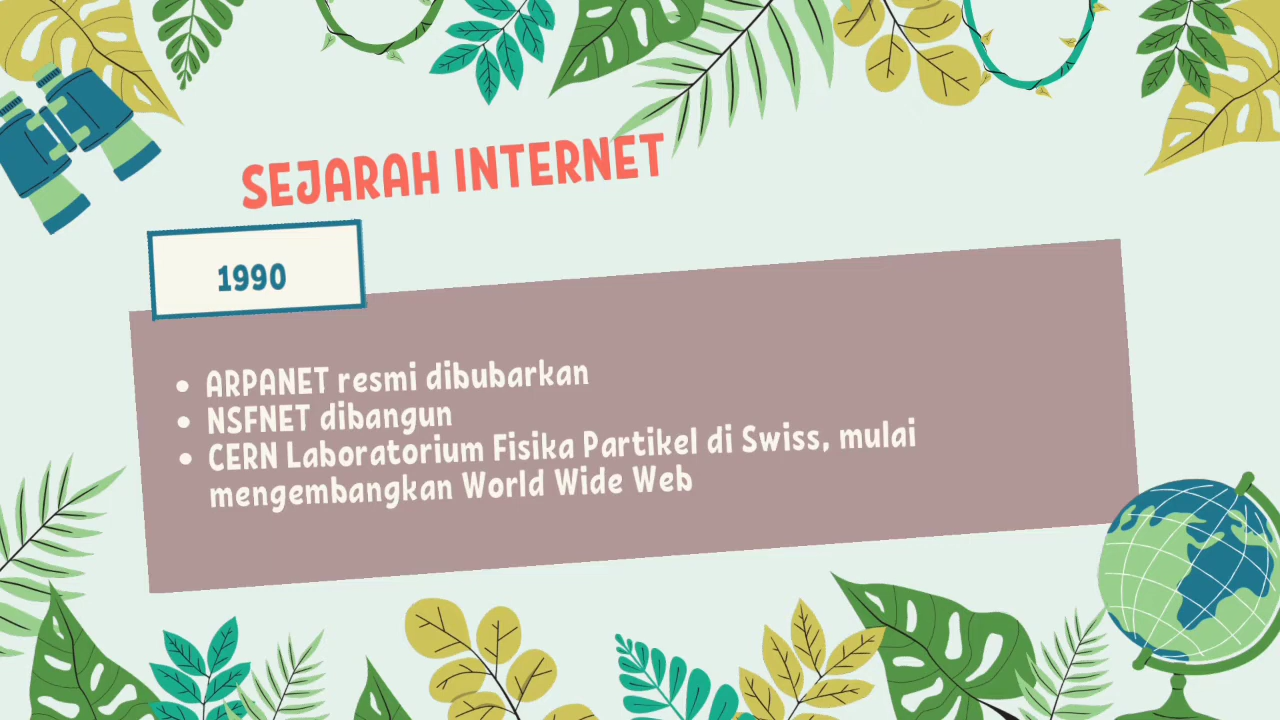 SEJARAH INTERNET
1990
• ARPANET resmi dibubarkan
• NSFNET dibangun
• CERN Laboratorium Fisika Partikel di Swiss, mulai
mengembangkan World Wide Web